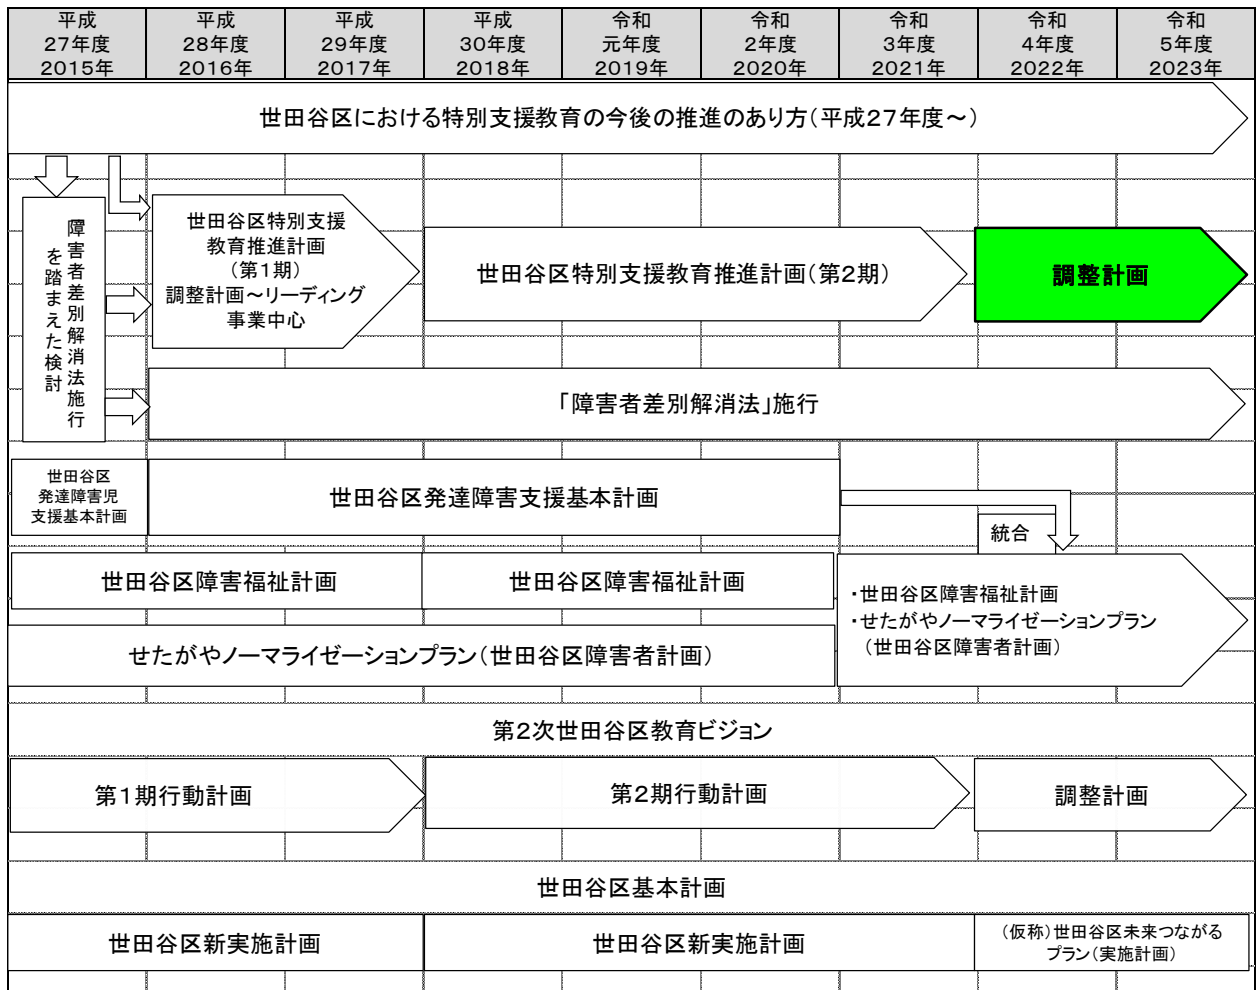 平成
27年度
2015年
平成
28年度
2016年
平成
29年度
2017年
平成
30年度
2018年
令和
元年度
2019年
令和
2年度
2020年
令和
3年度
2021年
令和
4年度
2022年
令和
5年度
2023年
世田谷区における特別支援教育の今後の推進のあり方（平成27年度～）
障害者差別解消法施行
を踏まえた検討
世田谷区特別支援
教育推進計画
（第1期）
調整計画～リーディング
事業中心
世田谷区特別支援教育推進計画（第2期）
調整計画
「障害者差別解消法」施行
世田谷区
発達障害児
支援基本計画
世田谷区発達障害支援基本計画
統合
世田谷区障害福祉計画
世田谷区障害福祉計画
・世田谷区障害福祉計画
・せたがやノーマライゼーションプラン
（世田谷区障害者計画）
せたがやノーマライゼーションプラン（世田谷区障害者計画）
第2次世田谷区教育ビジョン
第1期行動計画
第2期行動計画
調整計画
世田谷区基本計画
世田谷区新実施計画
世田谷区新実施計画
（仮称）世田谷区未来つながる
プラン（実施計画）